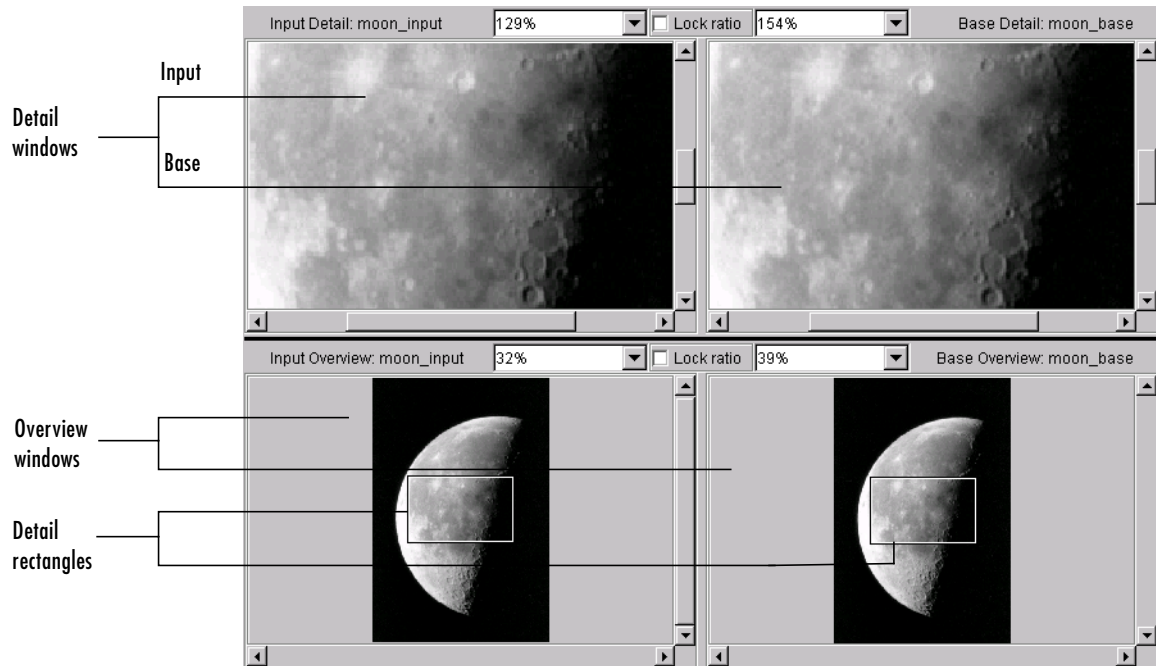 Input Detail: moon_input
129%
Lock ratio
154%
Base Detail: moon_base
Input
Detail
windows
Base
Input Overview: moon_input
32%
Lock ratio
39%
Base Overview: moon_base
Overview
windows
Detail
rectangles